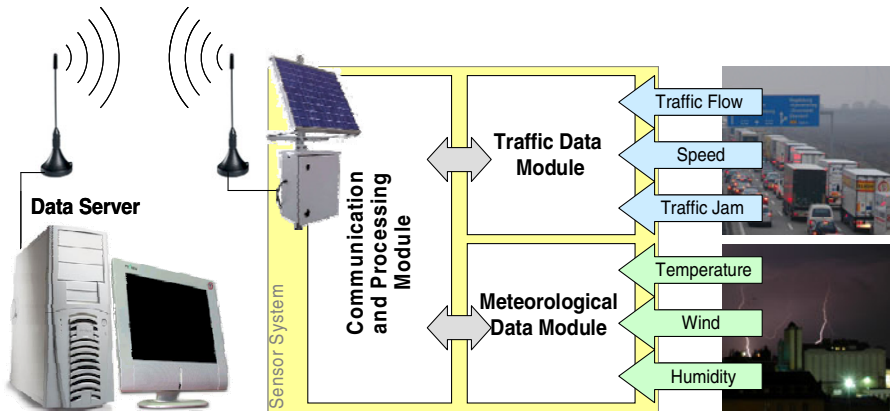 Data Server
Sensor System
Communication
and Processing
Module
Traffic Data
Module
Meteorological
Data Module
Traffic Flow
Speed
Traffic Jam
Temperature
Wind
Humidity